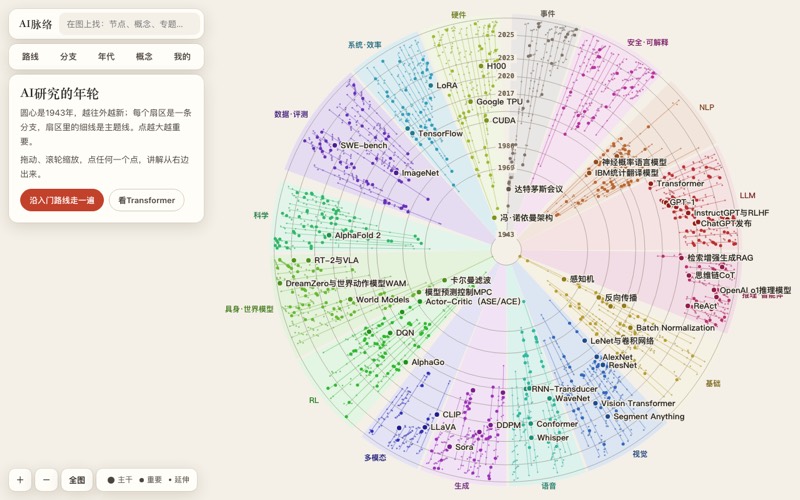 AI脉络
在图上找：节点、概念、专题…
路线 分支 年代 概念 我的
AI研究的年轮
圆心是1943年，越往外越新；每个扇区是一条
分支，扇区里的细线是主题线。点越大越重
要。
拖动、滚轮缩放，点任何一个点，讲解从右边
出来。
沿入门路线走一遍 看Transformer
硬件
事件
安全·可解释
系统·效率
数据·评测
NLP
LLM
科学
具身·世界模型
RL
多模态
生成
语音
视觉
基础
2025
2023
2020
2017
1986
1969
1943
H100
LoRA
Google TPU
CUDA
TensorFlow
SWE-bench
ImageNet
神经概率语言模型
IBM统计翻译模型
达特茅斯会议
Transformer
GPT-1
InstructGPT与RLHF
ChatGPT发布
冯·诺依曼架构
AlphaFold 2
RT-2与VLA
检索增强生成RAG
思维链CoT
DreamZero与世界动作模型WAM
卡尔曼滤波
感知机
OpenAI o1推理模型
模型预测控制MPC
World Models
Actor-Critic（ASE/ACE）
反向传播
ReAct
DQN
Batch Normalization
LeNet与卷积网络
AlexNet
ResNet
AlphaGo
RNN-Transducer
WaveNet
Vision Transformer
CLIP
Segment Anything
LLaVA
DDPM
Conformer
Whisper
Sora
+ − 全图 主干 重要 延伸